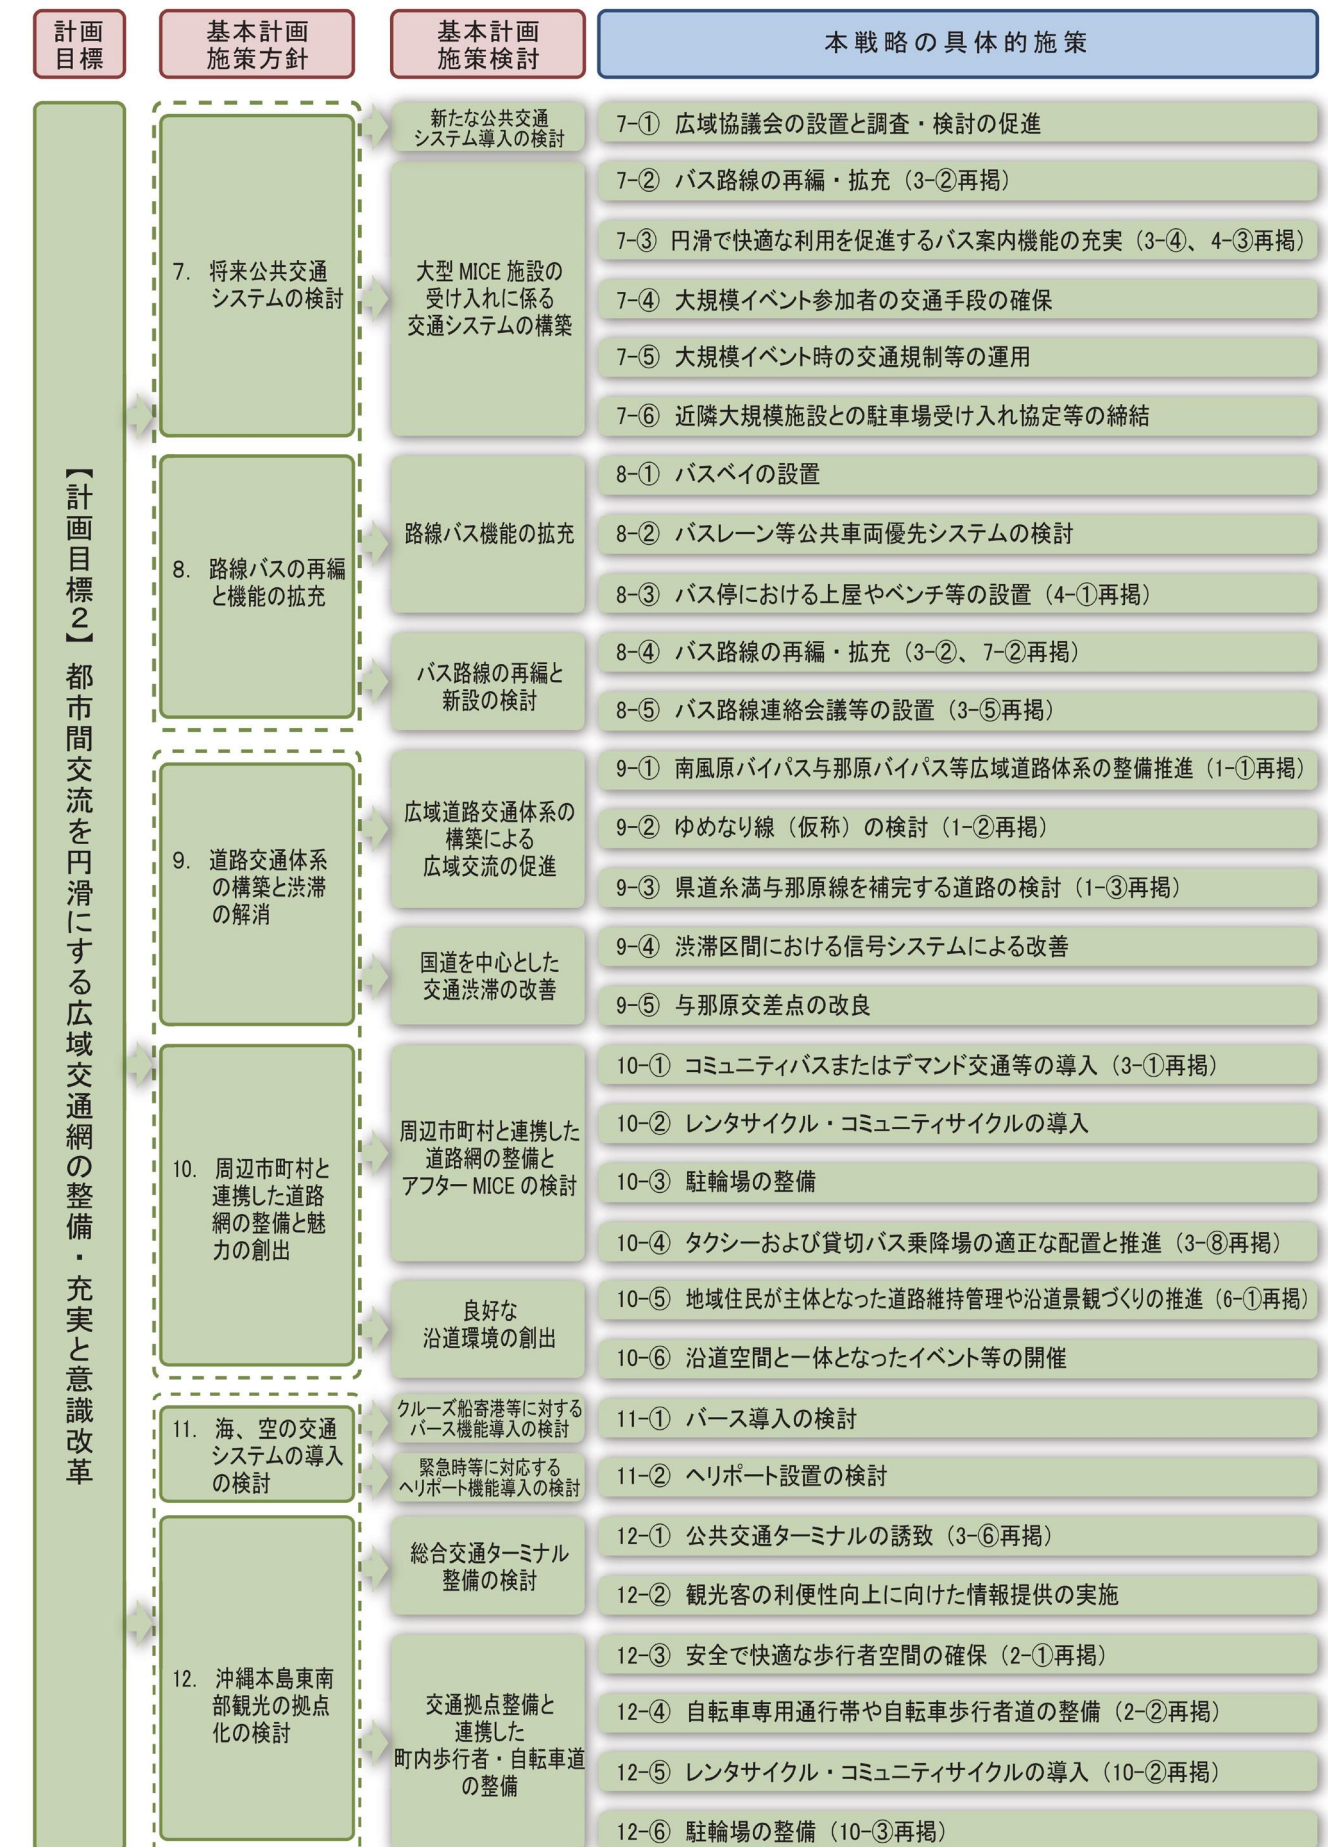 計画
目標
基本計画
施策方針
基本計画
施策検討
本戦略の具体的施策
【計画目標２】都市間交流を円滑にする広域交通網の整備・充実と意識改革
7. 将来公共交通
システムの検討
新たな公共交通
システム導入の検討
7-① 広域協議会の設置と調査・検討の促進
大型 MICE 施設の
受け入れに係る
交通システムの構築
7-② バス路線の再編・拡充（3-②再掲）
7-③ 円滑で快適な利用を促進するバス案内機能の充実（3-④、4-③再掲）
7-④ 大規模イベント参加者の交通手段の確保
7-⑤ 大規模イベント時の交通規制等の運用
7-⑥ 近隣大規模施設との駐車場受け入れ協定等の締結
8. 路線バスの再編
と機能の拡充
路線バス機能の拡充
8-① バスベイの設置
8-② バスレーン等公共車両優先システムの検討
8-③ バス停における上屋やベンチ等の設置（4-①再掲）
バス路線の再編と
新設の検討
8-④ バス路線の再編・拡充（3-②、7-②再掲）
8-⑤ バス路線連絡会議等の設置（3-⑤再掲）
9. 道路交通体系
の構築と渋滞
の解消
広域道路交通体系の
構築による
広域交流の促進
9-① 南風原バイパス与那原バイパス等広域道路体系の整備推進（1-①再掲）
9-② ゆめなり線（仮称）の検討（1-②再掲）
9-③ 県道糸満与那原線を補完する道路の検討（1-③再掲）
国道を中心とした
交通渋滞の改善
9-④ 渋滞区間における信号システムによる改善
9-⑤ 与那原交差点の改良
10. 周辺市町村と
連携した道路
網の整備と魅
力の創出
周辺市町村と連携した
道路網の整備と
アフター MICE の検討
10-① コミュニティバスまたはデマンド交通等の導入（3-①再掲）
10-② レンタサイクル・コミュニティサイクルの導入
10-③ 駐輪場の整備
10-④ タクシーおよび貸切バス乗降場の適正な配置と推進（3-⑧再掲）
良好な
沿道環境の創出
10-⑤ 地域住民が主体となった道路維持管理や沿道景観づくりの推進（6-①再掲）
10-⑥ 沿道空間と一体となったイベント等の開催
11. 海、空の交通
システムの導入
の検討
クルーズ船寄港等に対する
バース機能導入の検討
11-① バース導入の検討
緊急時等に対応する
ヘリポート機能導入の検討
11-② ヘリポート設置の検討
12. 沖縄本島東南
部観光の拠点
化の検討
総合交通ターミナル
整備の検討
12-① 公共交通ターミナルの誘致（3-⑥再掲）
12-② 観光客の利便性向上に向けた情報提供の実施
交通拠点整備と
連携した
町内歩行者・自転車道
の整備
12-③ 安全で快適な歩行者空間の確保（2-①再掲）
12-④ 自転車専用通行帯や自転車歩行者道の整備（2-②再掲）
12-⑤ レンタサイクル・コミュニティサイクルの導入（10-②再掲）
12-⑥ 駐輪場の整備（10-③再掲）